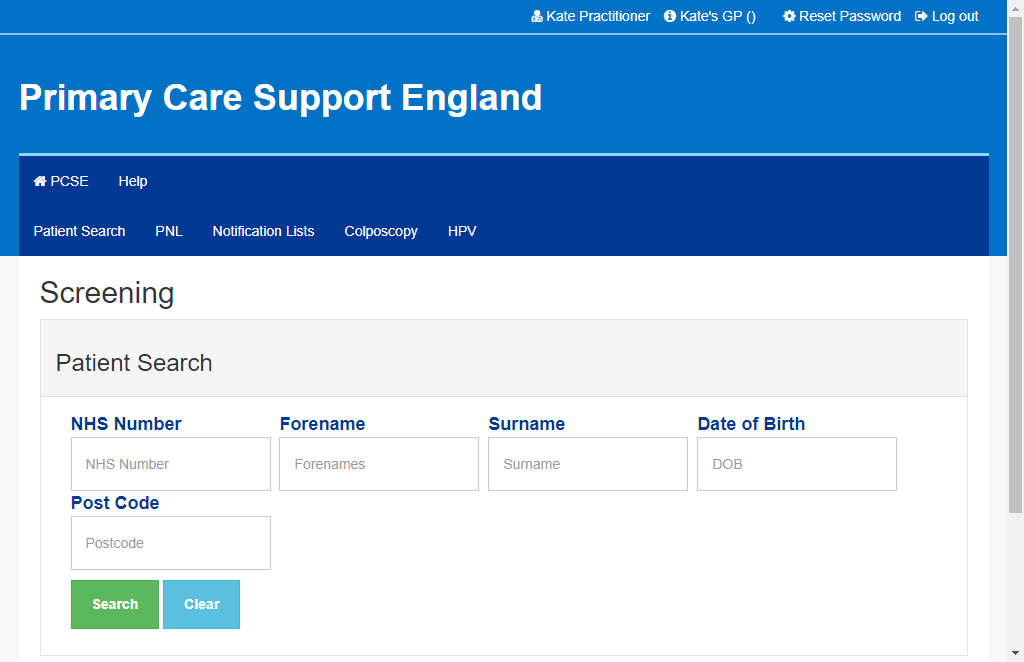 Kate Practitioner Kate's GP () Reset Password Log out
Primary Care Support England
PCSE Help
Patient Search PNL Notification Lists Colposcopy HPV
Screening
Patient Search
NHS Number Forename Surname Date of Birth
NHS Number Forenames Surname DOB
Post Code
Postcode
Search Clear